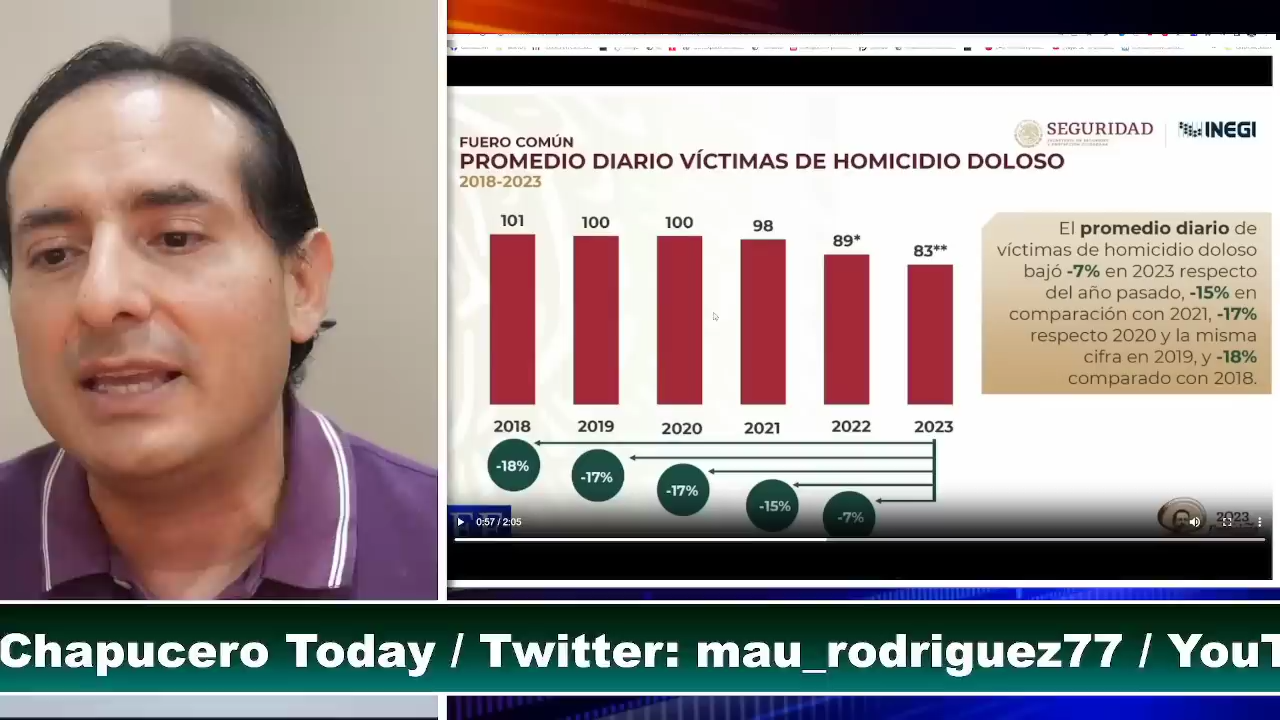 SEGURIDAD
INEGI
FUERO COMÚN
PROMEDIO DIARIO VÍCTIMAS DE HOMICIDIO DOLOSO
2018-2023
101 100 100 98 89* 83**
El promedio diario de
víctimas de homicidio doloso
bajó -7% en 2023 respecto
del año pasado, -15% en
comparación con 2021, -17%
respecto 2020 y la misma
cifra en 2019, y -18%
comparado con 2018.
2018 2019 2020 2021 2022 2023
-18% -17% -17% -15% -7%
0:57 / 2:05
2023
Chapucero Today / Twitter: mau_rodriguez77 / YouT